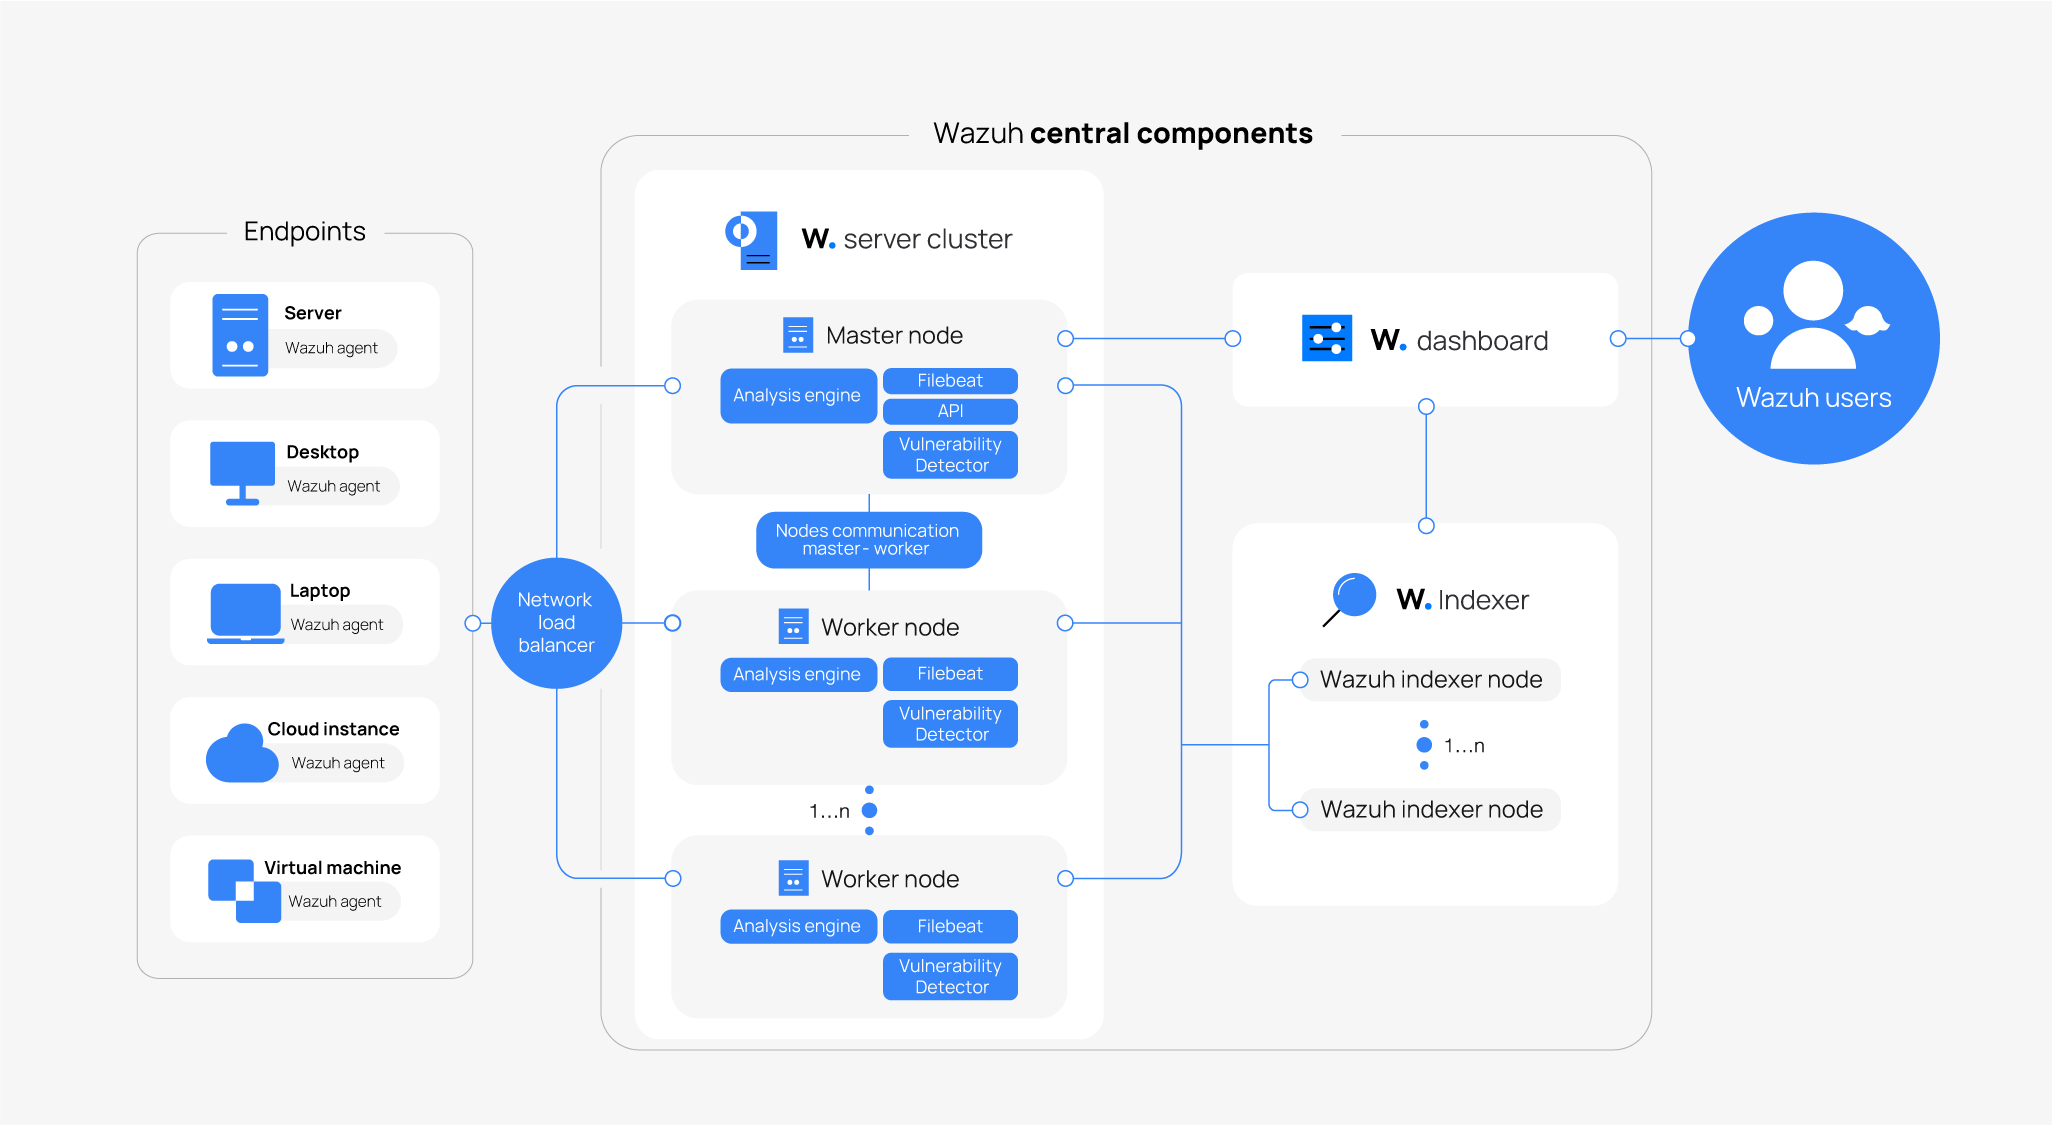 Wazuh central components
Endpoints
Server
Wazuh agent
Desktop
Wazuh agent
Laptop
Wazuh agent
Cloud instance
Wazuh agent
Virtual machine
Wazuh agent
Network
load
balancer
W. server cluster
Master node
Analysis engine
Filebeat
API
Vulnerability
Detector
Nodes communication
master- worker
Worker node
Analysis engine
Filebeat
Vulnerability
Detector
1...n
Worker node
Analysis engine
Filebeat
Vulnerability
Detector
W. dashboard
W. Indexer
Wazuh indexer node
1...n
Wazuh indexer node
Wazuh users